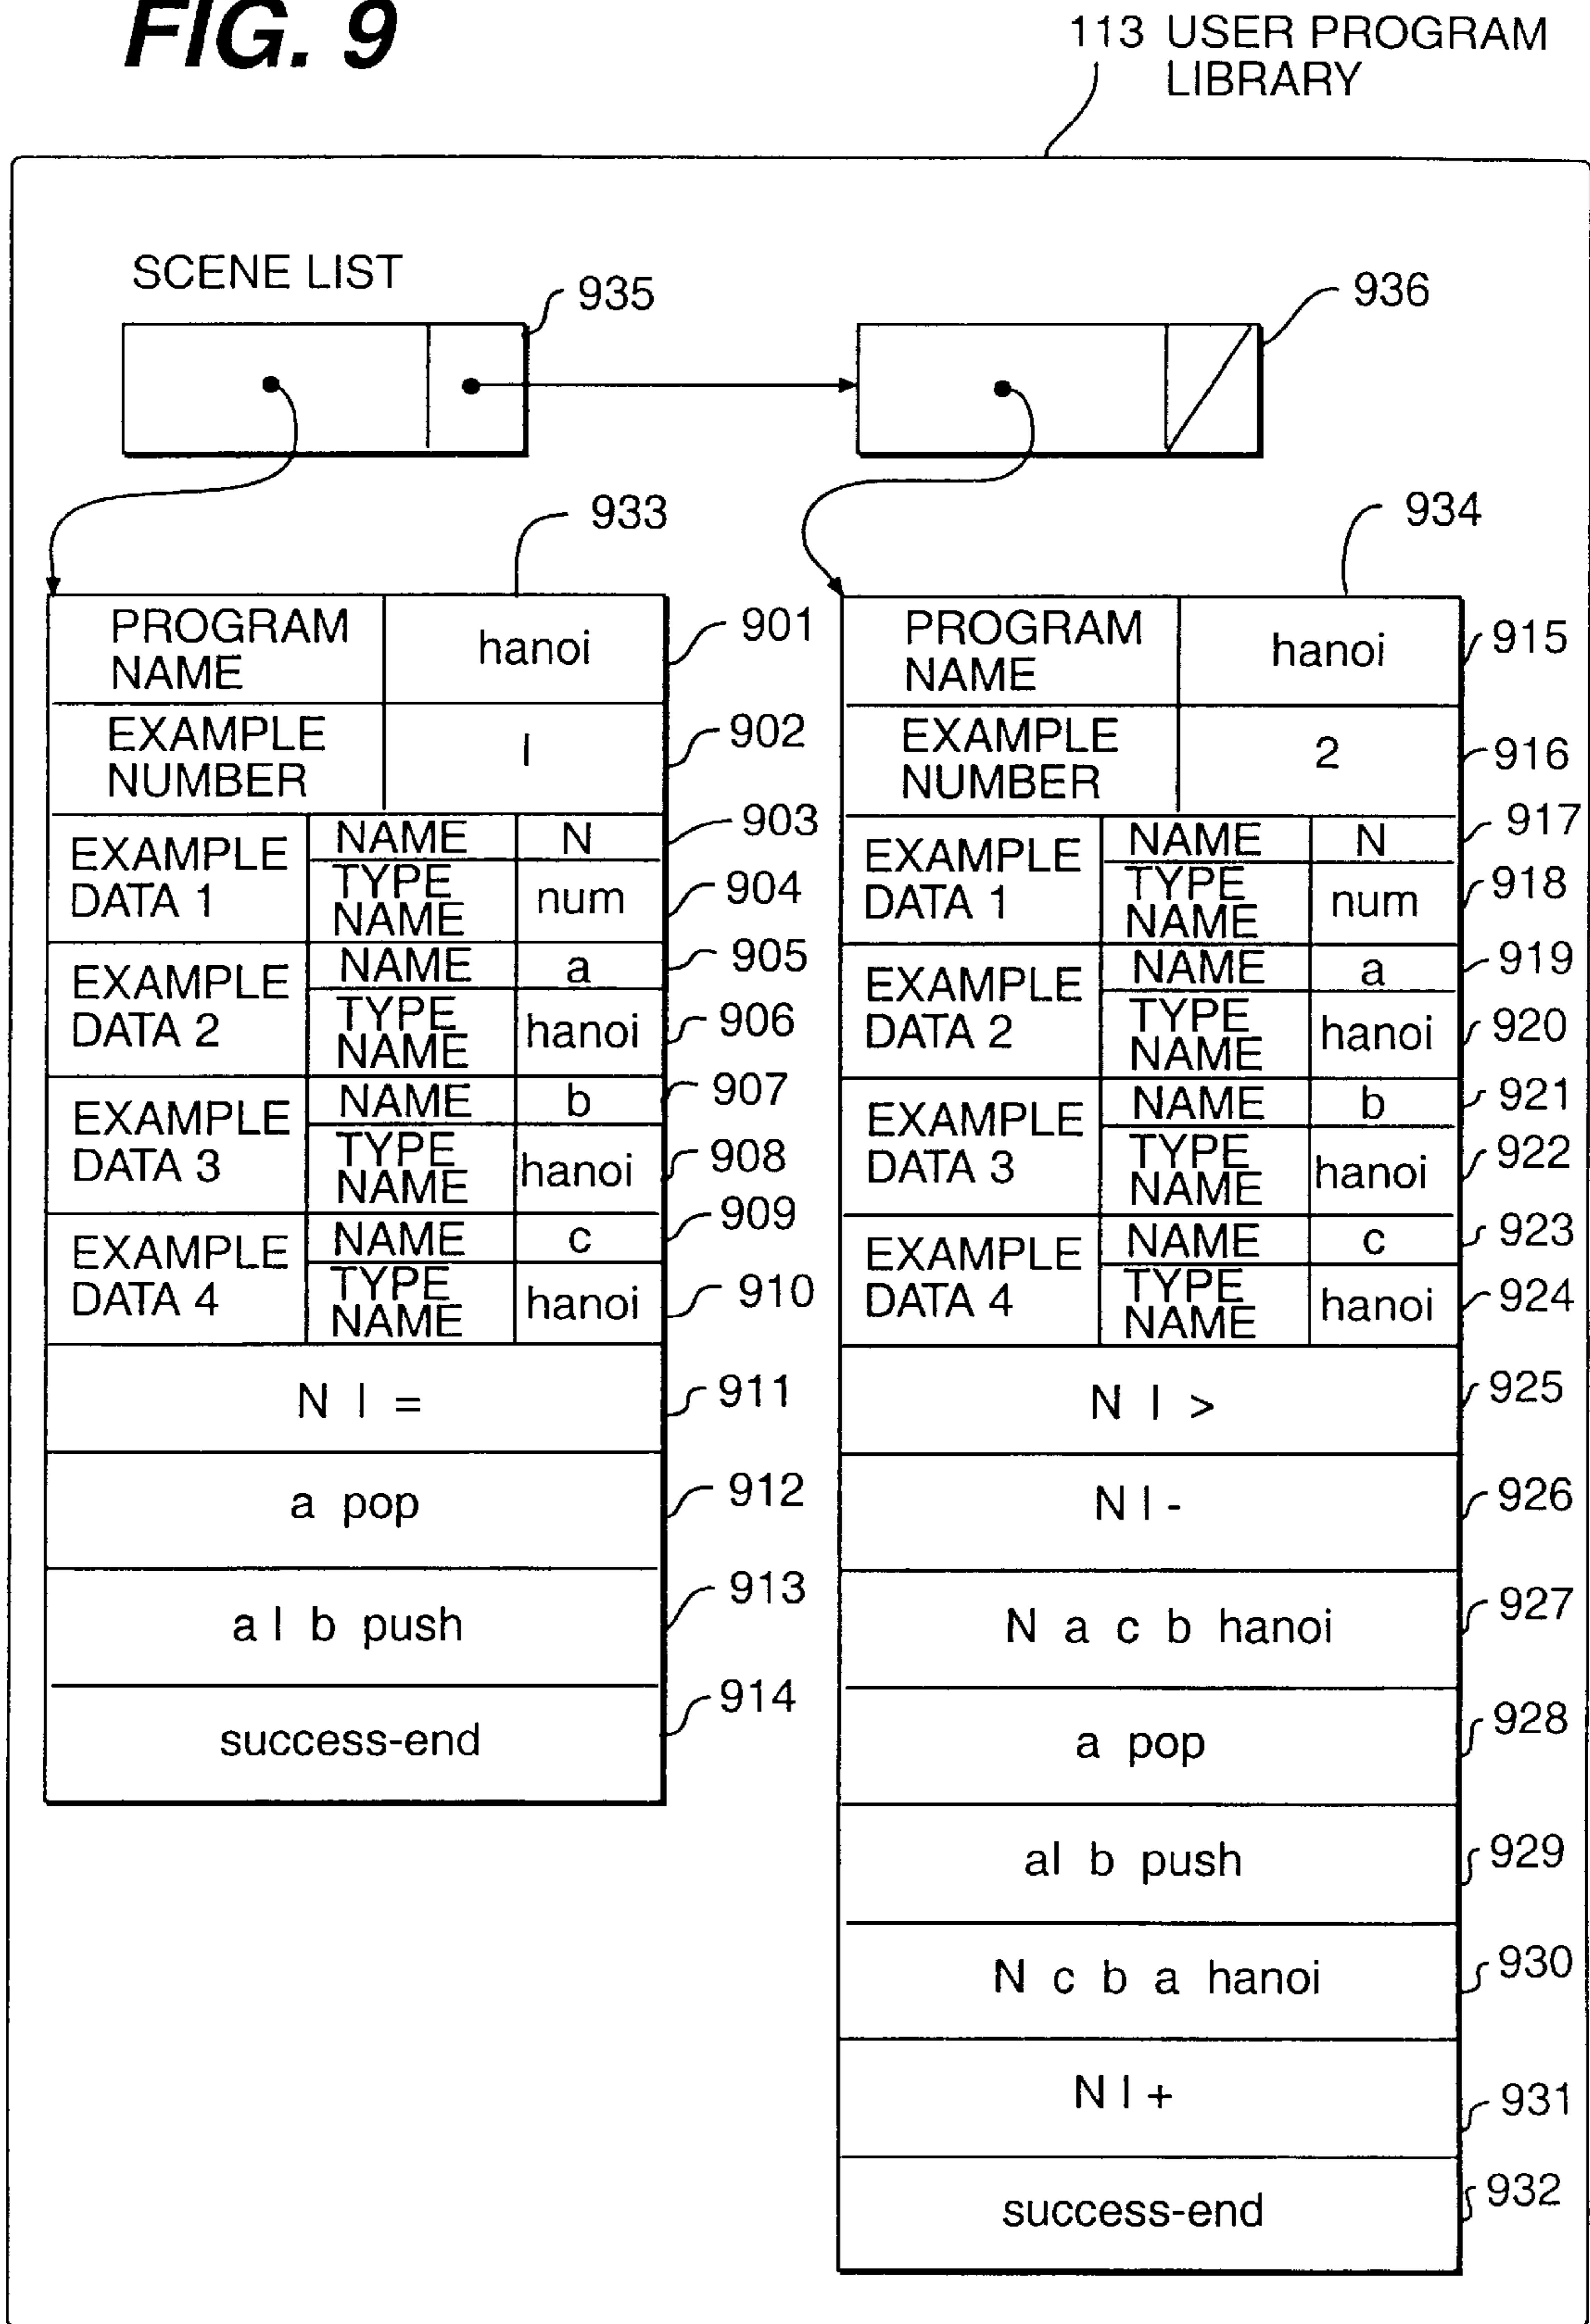 FIG. 9
113 USER PROGRAM
LIBRARY
SCENE LIST
935
936
933
934
PROGRAM
NAME
hanoi
901
EXAMPLE
NUMBER
1
902
EXAMPLE
DATA 1
NAME
N
903
TYPE
NAME
num
904
EXAMPLE
DATA 2
NAME
a
905
TYPE
NAME
hanoi
906
EXAMPLE
DATA 3
NAME
b
907
TYPE
NAME
hanoi
908
EXAMPLE
DATA 4
NAME
c
909
TYPE
NAME
hanoi
910
N 1 =
911
a pop
912
a1 b push
913
success-end
914
PROGRAM
NAME
hanoi
915
EXAMPLE
NUMBER
2
916
EXAMPLE
DATA 1
NAME
N
917
TYPE
NAME
num
918
EXAMPLE
DATA 2
NAME
a
919
TYPE
NAME
hanoi
920
EXAMPLE
DATA 3
NAME
b
921
TYPE
NAME
hanoi
922
EXAMPLE
DATA 4
NAME
c
923
TYPE
NAME
hanoi
924
N 1 >
925
N 1 -
926
N a c b hanoi
927
a pop
928
a1 b push
929
N c b a hanoi
930
N 1 +
931
success-end
932